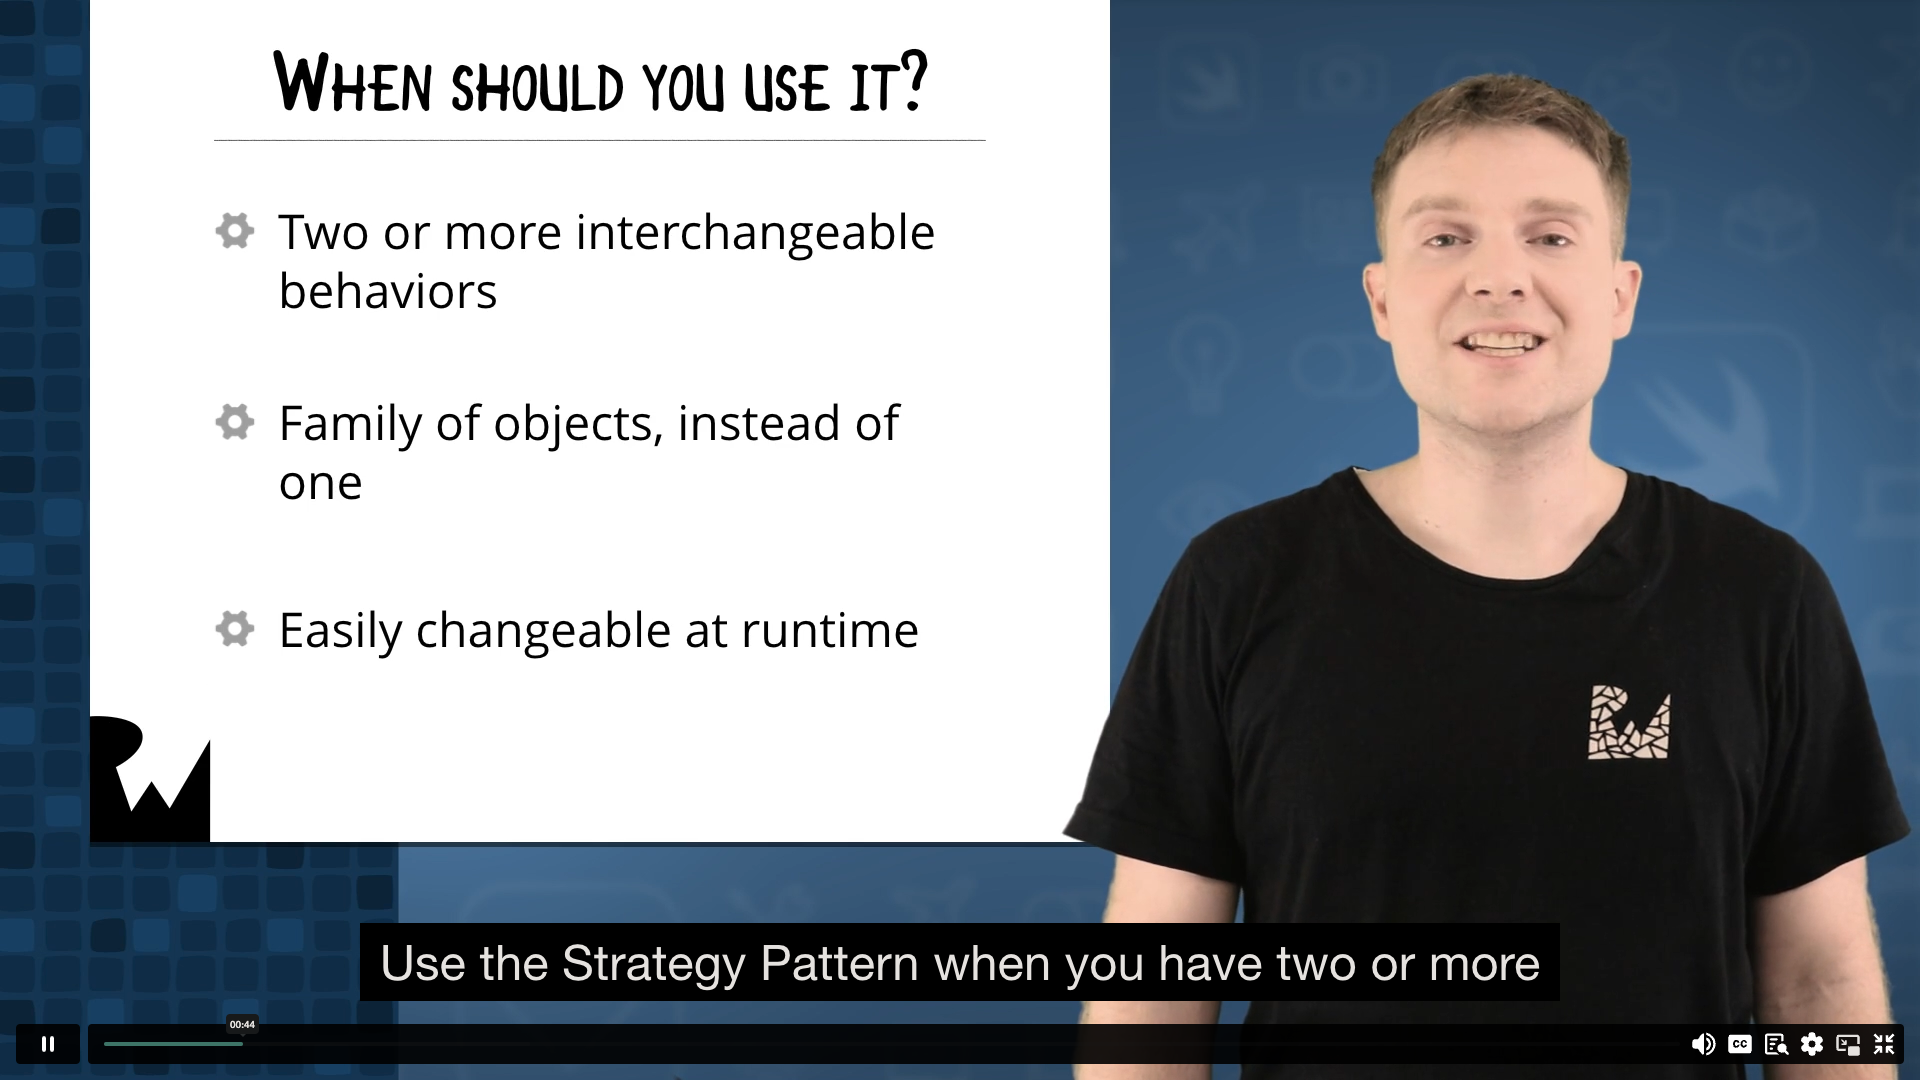 When should you use it?
Two or more interchangeable
behaviors
Family of objects, instead of
one
Easily changeable at runtime
RW
RW
Use the Strategy Pattern when you have two or more
00:44
CC